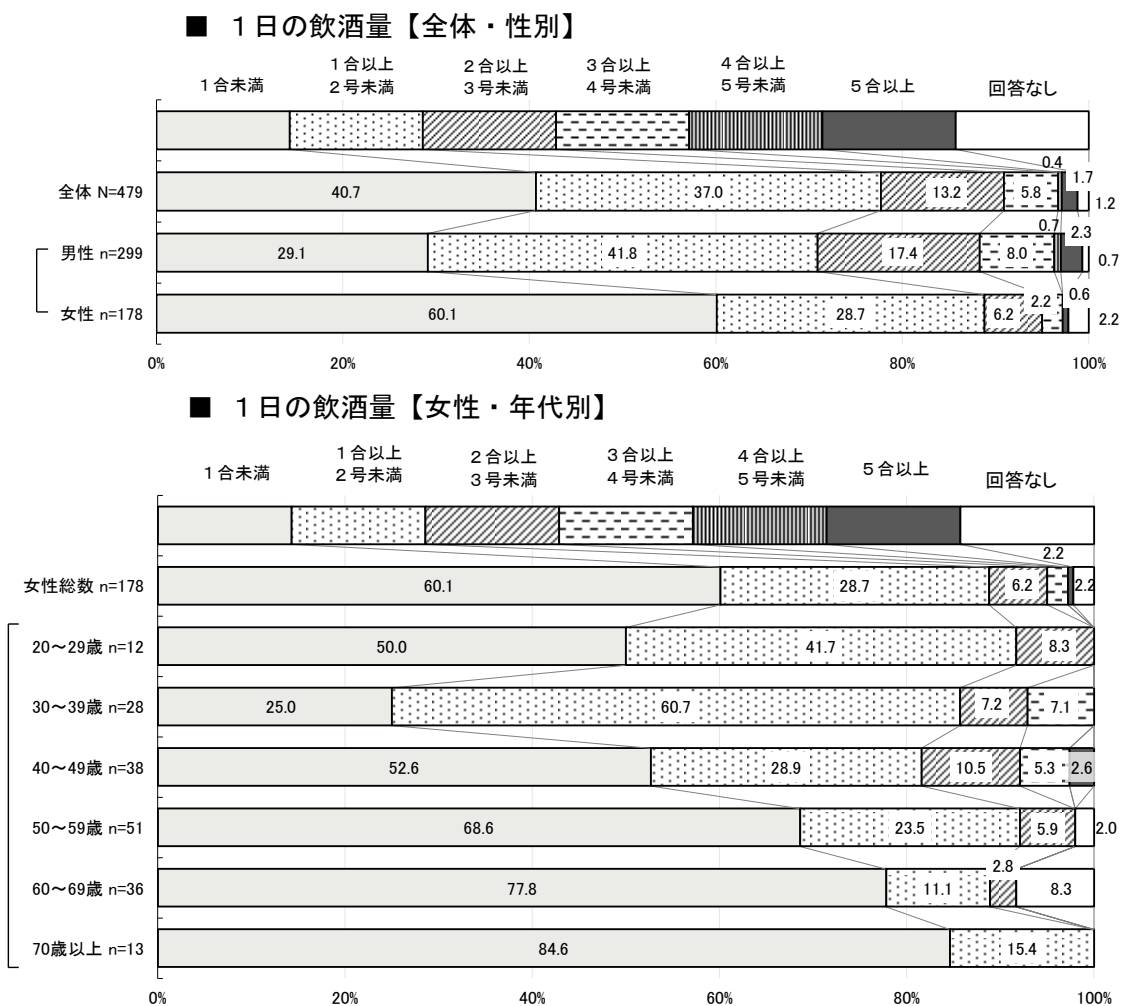 ■ １日の飲酒量【全体・性別】
１合未満
１合以上
２号未満
２合以上
３号未満
３合以上
４号未満
４合以上
５号未満
５合以上
回答なし
全体 N=479
40.7
37.0
13.2
5.8
0.4
1.7
1.2
男性 n=299
29.1
41.8
17.4
8.0
0.7
2.3
0.7
女性 n=178
60.1
28.7
6.2
2.2
0.6
2.2
0%
20%
40%
60%
80%
100%
■ １日の飲酒量【女性・年代別】
１合未満
１合以上
２号未満
２合以上
３号未満
３合以上
４号未満
４合以上
５号未満
５合以上
回答なし
女性総数 n=178
60.1
28.7
6.2
2.2
2.2
20～29歳 n=12
50.0
41.7
8.3
30～39歳 n=28
25.0
60.7
7.2
7.1
40～49歳 n=38
52.6
28.9
10.5
5.3
2.6
50～59歳 n=51
68.6
23.5
5.9
2.0
60～69歳 n=36
77.8
11.1
2.8
8.3
70歳以上 n=13
84.6
15.4
0%
20%
40%
60%
80%
100%